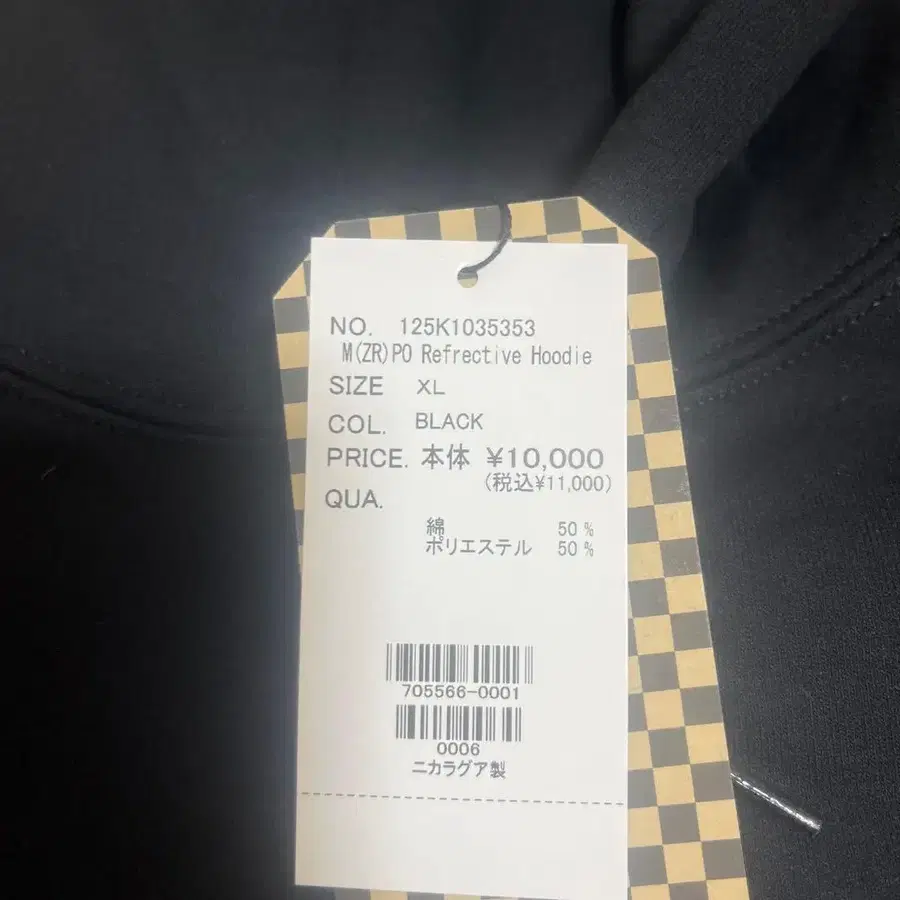 NO. 125K1035353
M(ZR)PO Refrective Hoodie
SIZE XL
COL. BLACK
PRICE. 本体 ¥10,000
(税込¥11,000)
QUA.
綿 50 %
ポリエステル 50 %
705566-0001
0006
ニカラグア製